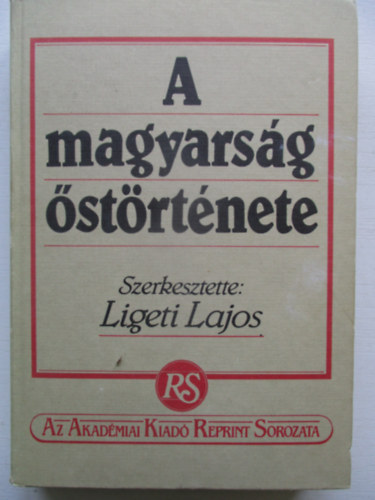 A
magyarság
őstörténete
Szerkesztette:
Ligeti Lajos
RS
AZ AKADÉMIAI KIADÓ REPRINT SOROZATA